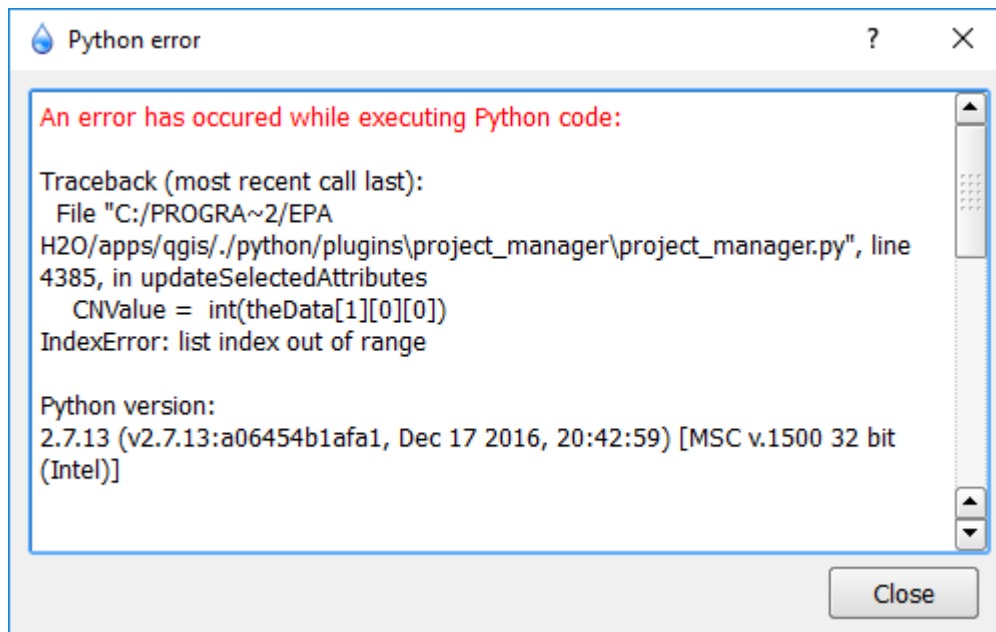 Python error
?
An error has occured while executing Python code:
Traceback (most recent call last):
File "C:/PROGRA~2/EPA
H2O/apps/qgis/./python/plugins\project_manager\project_manager.py", line
4385, in updateSelectedAttributes
CNValue = int(theData[1][0][0])
IndexError: list index out of range
Python version:
2.7.13 (v2.7.13:a06454b1afa1, Dec 17 2016, 20:42:59) [MSC v.1500 32 bit
(Intel)]
Close